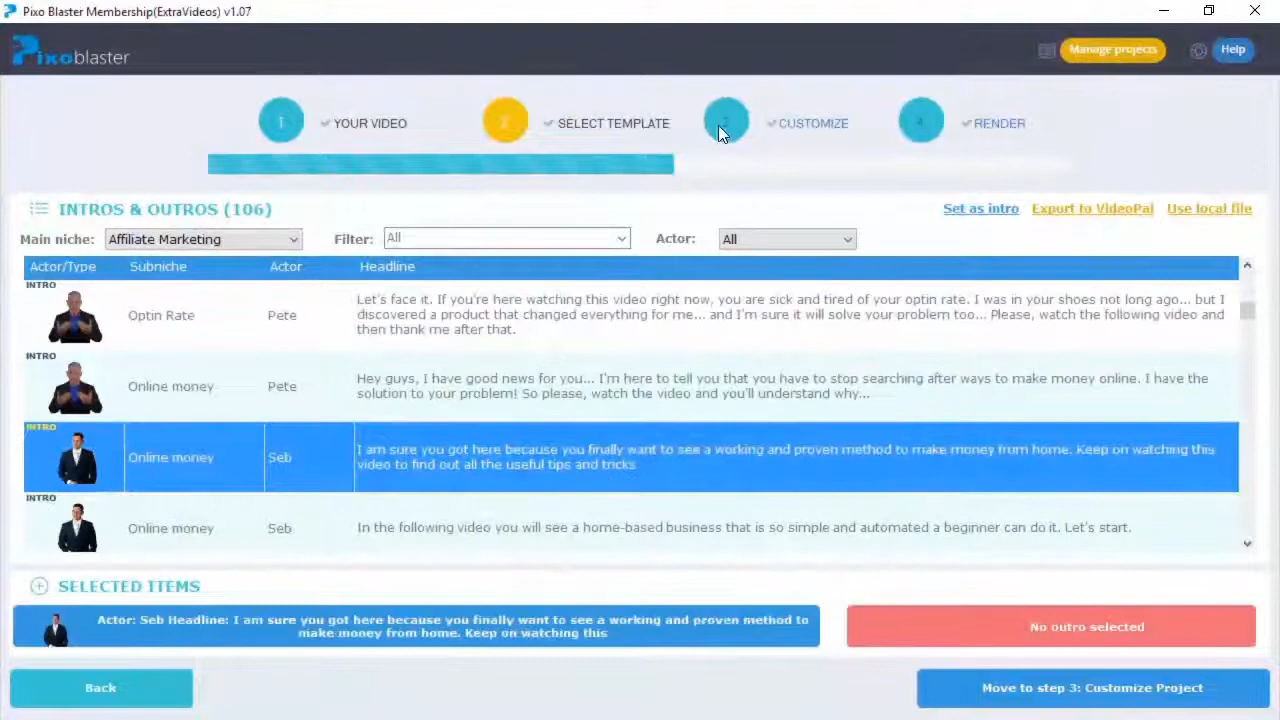 Pixo Blaster Membership(ExtraVideos) v1.07
Pixoblaster
Manage projects
Help
1
YOUR VIDEO
2
SELECT TEMPLATE
CUSTOMIZE
4
RENDER
INTROS & OUTROS (106)
Set as intro
Export to VideoPal
Use local file
Main niche:
Affiliate Marketing
Filter:
All
Actor:
All
Actor/Type
Subniche
Actor
Headline
INTRO
Optin Rate
Pete
Let's face it. If you're here watching this video right now, you are sick and tired of your optin rate. I was in your shoes not long ago... but I
discovered a product that changed everything for me... and I'm sure it will solve your problem too... Please, watch the following video and
then thank me after that.
INTRO
Online money
Pete
Hey guys, I have good news for you... I'm here to tell you that you have to stop searching after ways to make money online. I have the
solution to your problem! So please, watch the video and you'll understand why...
INTRO
Online money
Seb
I am sure you got here because you finally want to see a working and proven method to make money from home. Keep on watching this
video to find out all the useful tips and tricks
INTRO
Online money
Seb
In the following video you will see a home-based business that is so simple and automated a beginner can do it. Let's start.
SELECTED ITEMS
Actor: Seb Headline: I am sure you got here because you finally want to see a working and proven method to
make money from home. Keep on watching this
No outro selected
Back
Move to step 3: Customize Project